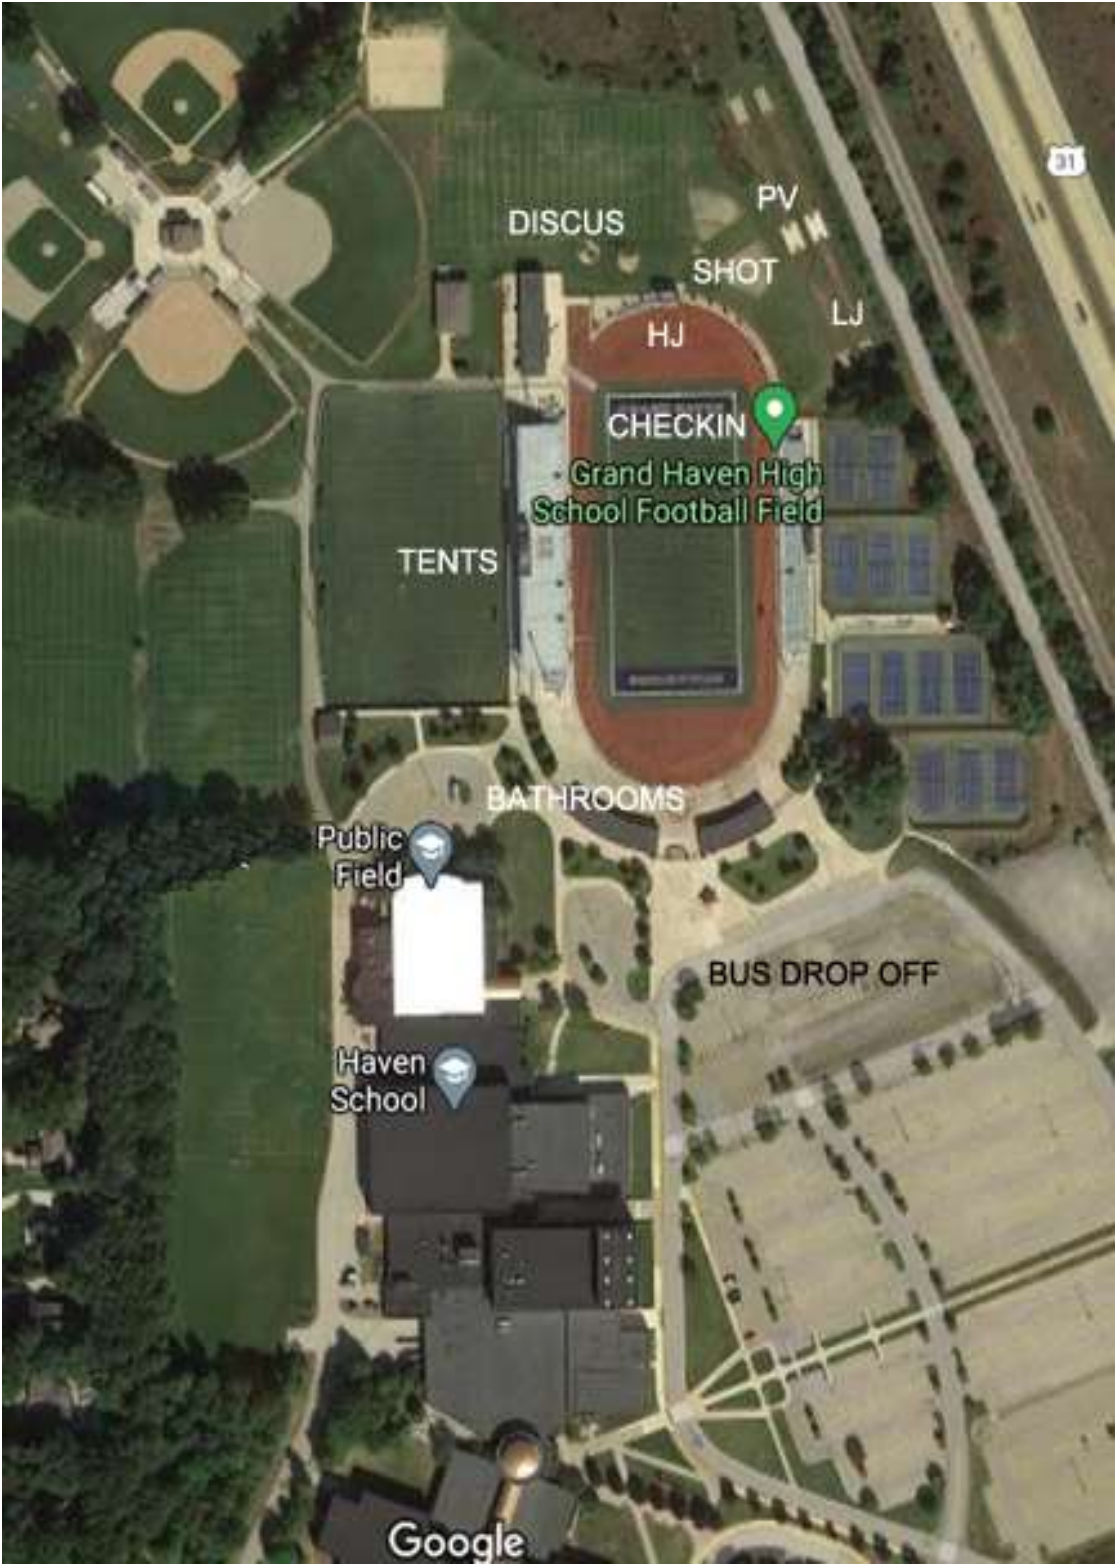 31
PV
DISCUS
SHOT
LJ
HJ
CHECKIN
Grand Haven High
School Football Field
TENTS
BATHROOMS
Public
Field
BUS DROP OFF
Haven
School
Google